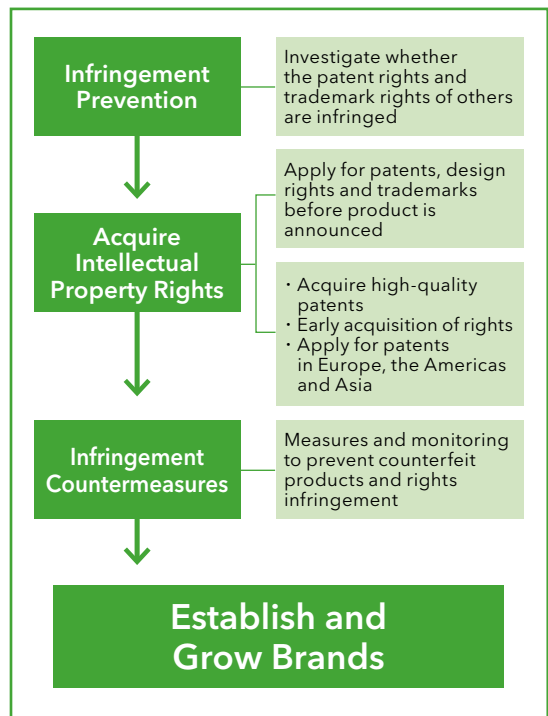 Infringement
Prevention
Investigate whether
the patent rights and
trademark rights of others
are infringed
Acquire
Intellectual
Property Rights
Apply for patents, design
rights and trademarks
before product is
announced
・Acquire high-quality
patents
・Early acquisition of rights
・Apply for patents
in Europe, the Americas
and Asia
Infringement
Countermeasures
Measures and monitoring
to prevent counterfeit
products and rights
infringement
Establish and
Grow Brands